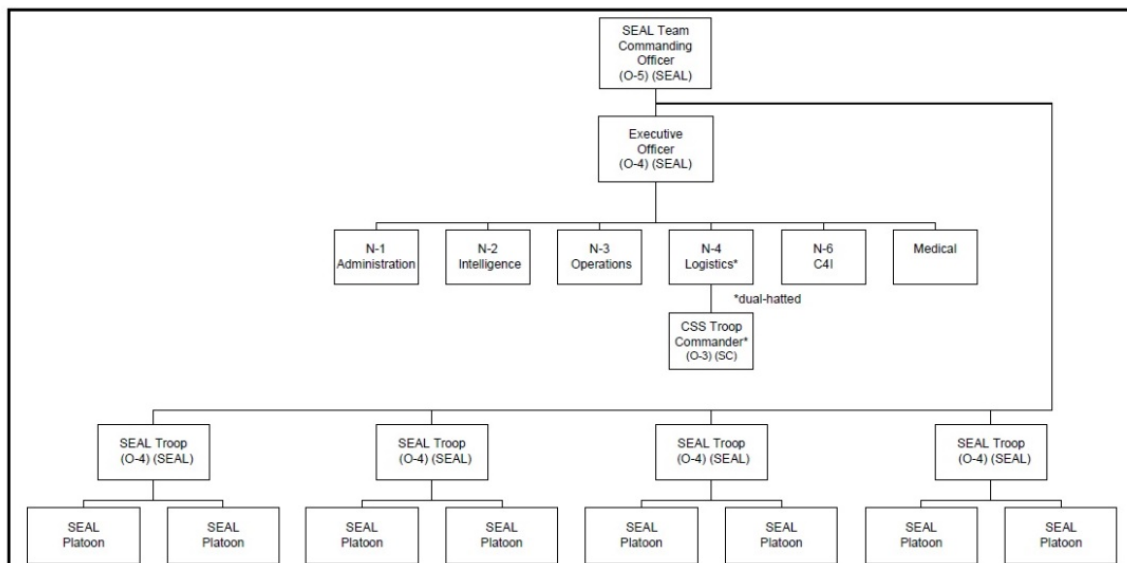 SEAL Team
Commanding
Officer
(O-5) (SEAL)
Executive
Officer
(O-4) (SEAL)
N-1
Administration
N-2
Intelligence
N-3
Operations
N-4
Logistics*
N-6
C4I
Medical
*dual-hatted
CSS Troop
Commander*
(O-3) (SC)
SEAL Troop
(O-4) (SEAL)
SEAL Troop
(O-4) (SEAL)
SEAL Troop
(O-4) (SEAL)
SEAL Troop
(O-4) (SEAL)
SEAL
Platoon
SEAL
Platoon
SEAL
Platoon
SEAL
Platoon
SEAL
Platoon
SEAL
Platoon
SEAL
Platoon
SEAL
Platoon